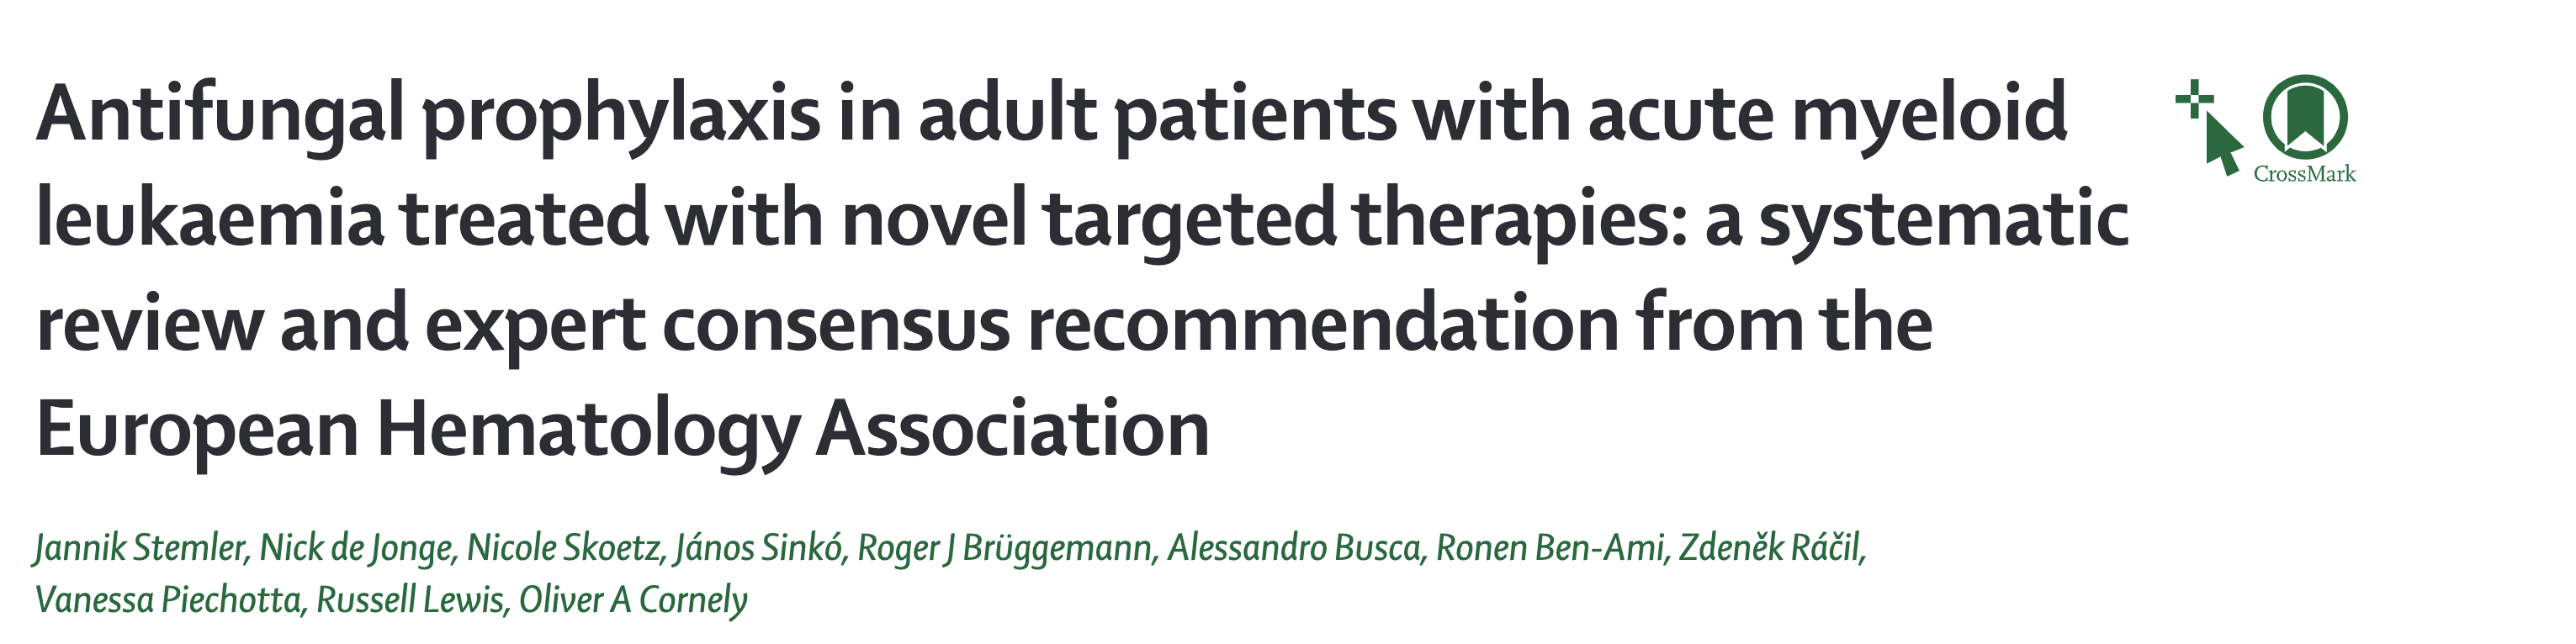 Antifungal prophylaxis in adult patients with acute myeloid
leukaemia treated with novel targeted therapies: a systematic
review and expert consensus recommendation from the
European Hematology Association
CrossMark
Jannik Stemler, Nick de Jonge, Nicole Skoetz, János Sinkó, Roger J Brüggemann, Alessandro Busca, Ronen Ben-Ami, Zdeněk Ráčil,
Vanessa Piechotta, Russell Lewis, Oliver A Cornely